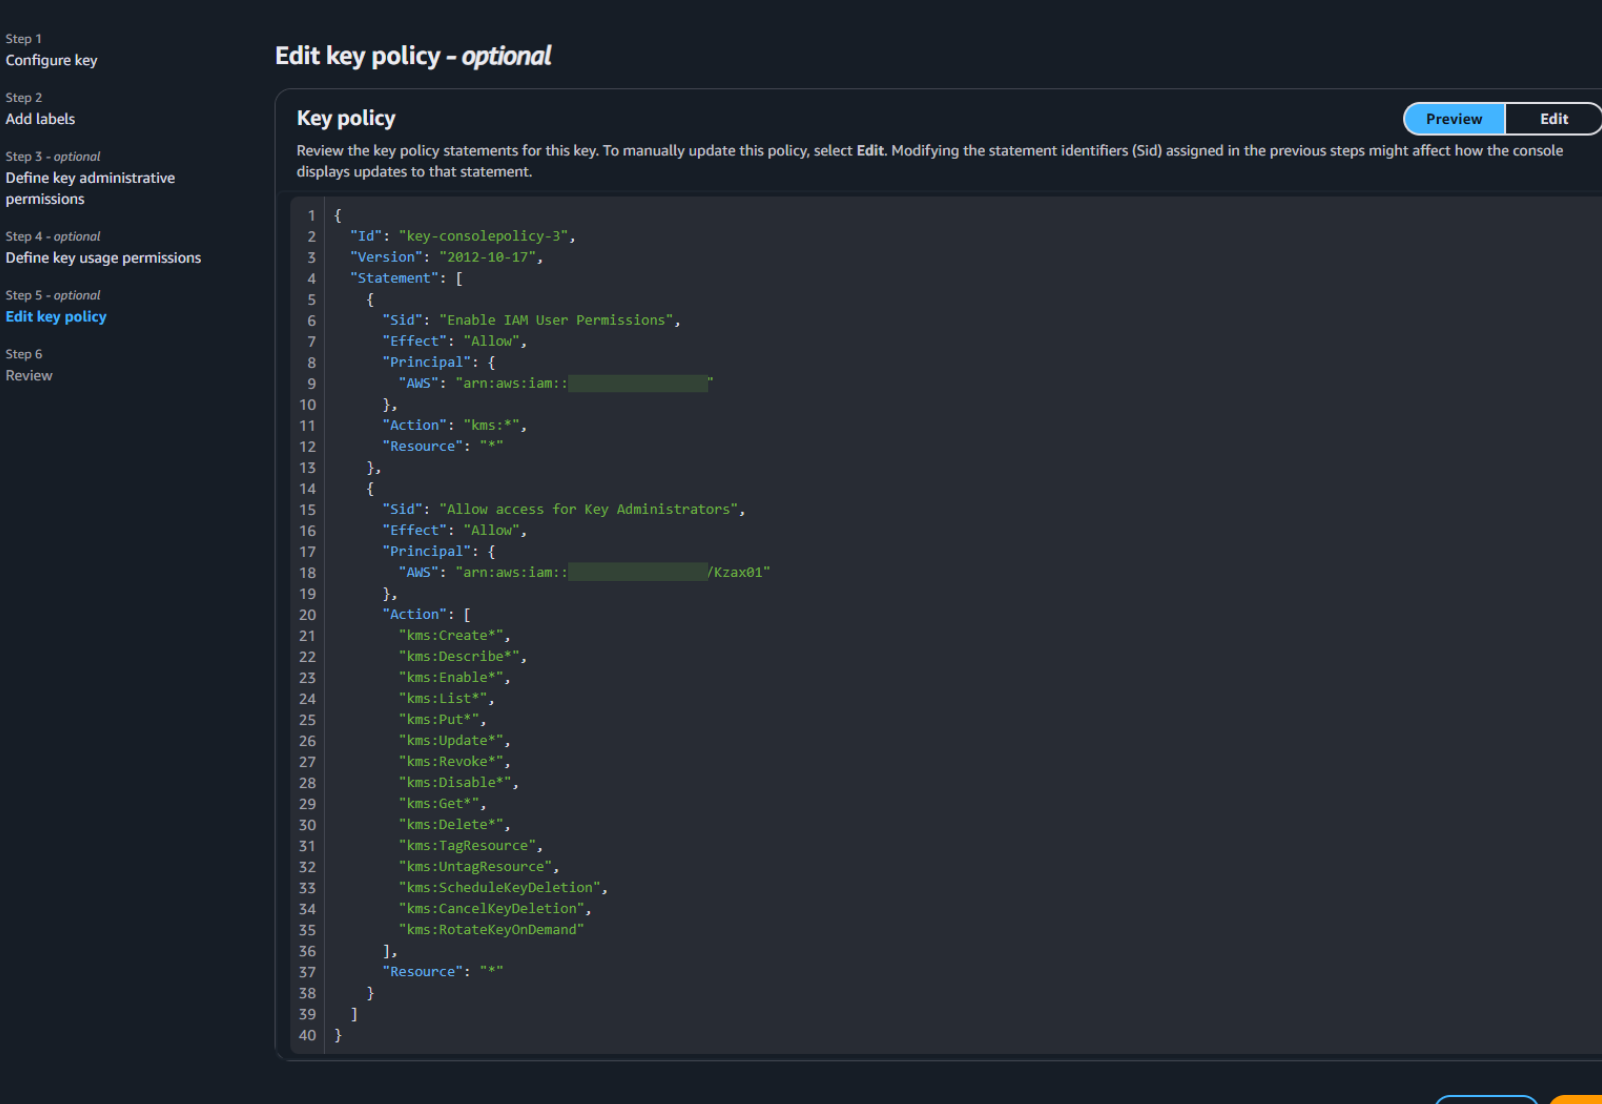 Step 1
Configure key
Step 2
Add labels
Step 3 - optional
Define key administrative
permissions
Step 4 - optional
Define key usage permissions
Step 5 - optional
Edit key policy
Step 6
Review
Edit key policy - optional
Key policy
Preview
Edit
Review the key policy statements for this key. To manually update this policy, select Edit. Modifying the statement identifiers (Sid) assigned in the previous steps might affect how the console
displays updates to that statement.
1 {
2 "Id": "key-consolepolicy-3",
3 "Version": "2012-10-17",
4 "Statement": [
5 {
6 "Sid": "Enable IAM User Permissions",
7 "Effect": "Allow",
8 "Principal": {
9 "AWS": "arn:aws:iam:: "
10 },
11 "Action": "kms:*",
12 "Resource": "*"
13 },
14 {
15 "Sid": "Allow access for Key Administrators",
16 "Effect": "Allow",
17 "Principal": {
18 "AWS": "arn:aws:iam:: /Kzax01"
19 },
20 "Action": [
21 "kms:Create*",
22 "kms:Describe*",
23 "kms:Enable*",
24 "kms:List*",
25 "kms:Put*",
26 "kms:Update*",
27 "kms:Revoke*",
28 "kms:Disable*",
29 "kms:Get*",
30 "kms:Delete*",
31 "kms:TagResource",
32 "kms:UntagResource",
33 "kms:ScheduleKeyDeletion",
34 "kms:CancelKeyDeletion",
35 "kms:RotateKeyOnDemand"
36 ],
37 "Resource": "*"
38 }
39 ]
40 }